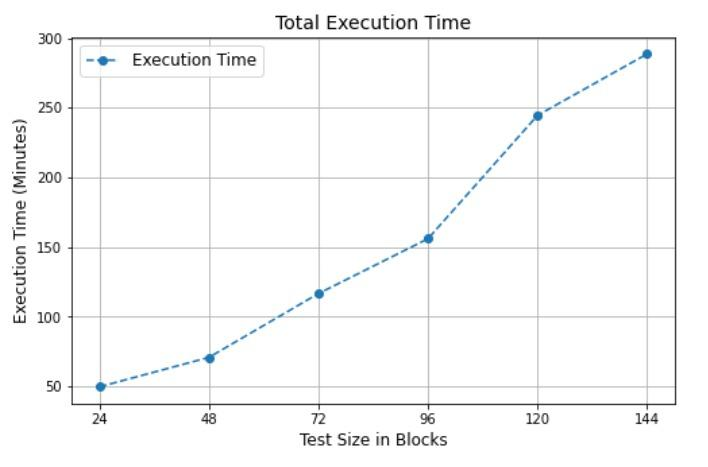 Total Execution Time
Execution Time
300
250
200
150
100
50
Execution Time (Minutes)
24 48 72 96 120 144
Test Size in Blocks